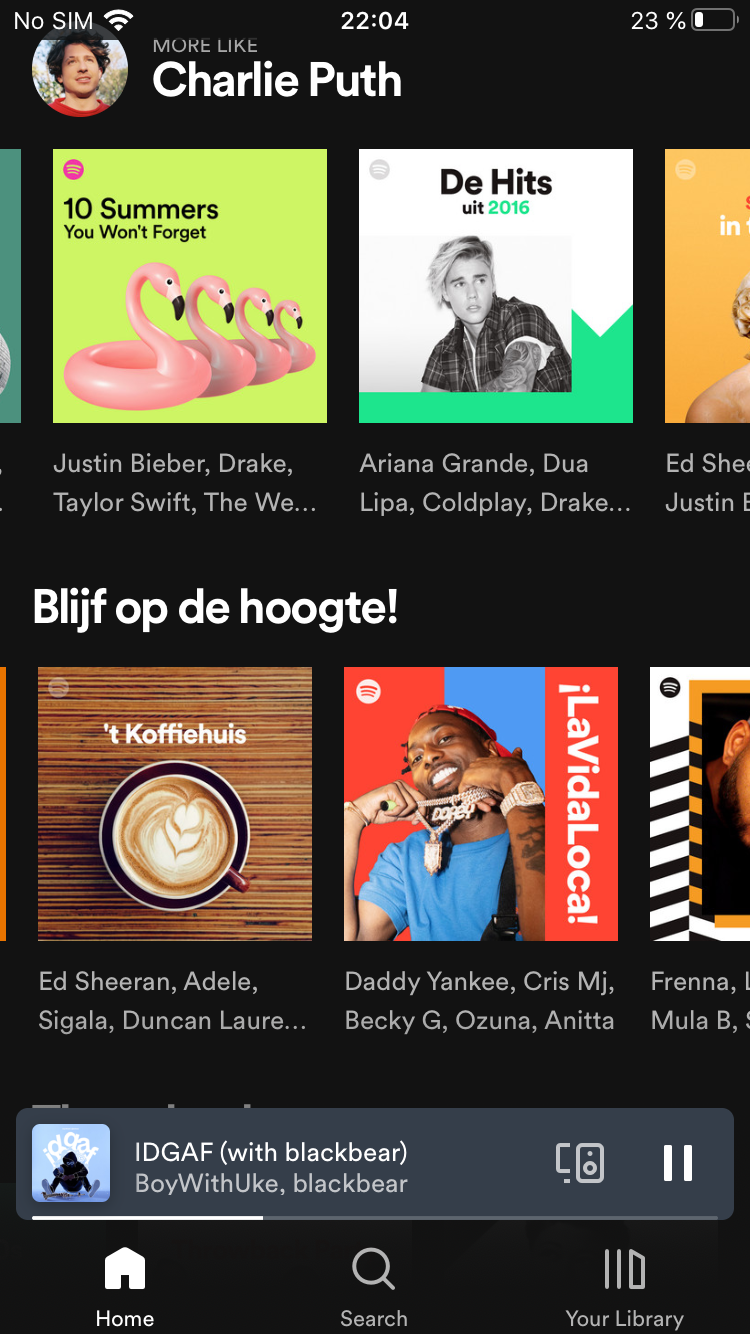 No SIM 22:04 23 %
MORE LIKE
Charlie Puth
10 Summers
You Won't Forget
De Hits
uit 2016
in
Justin Bieber, Drake,
Taylor Swift, The We...
Ariana Grande, Dua
Lipa, Coldplay, Drake...
Ed Shee
Justin B
Blijf op de hoogte!
't Koffiehuis
¡LaVidaLoca!
Ed Sheeran, Adele,
Sigala, Duncan Laure...
Daddy Yankee, Cris Mj,
Becky G, Ozuna, Anitta
Frenna, L
Mula B, S
idgaf
IDGAF (with blackbear)
BoyWithUke, blackbear
Home
Search
Your Library